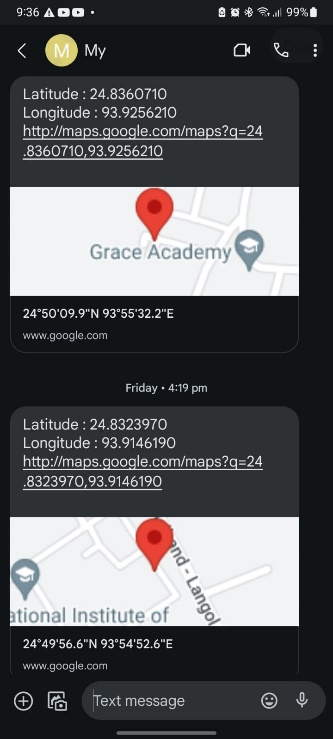 9:36
99%
M My
Latitude : 24.8360710
Longitude : 93.9256210
http://maps.google.com/maps?q=24
.8360710,93.9256210
Grace Academy
24°50'09.9"N 93°55'32.2"E
www.google.com
Friday • 4:19 pm
Latitude : 24.8323970
Longitude : 93.9146190
http://maps.google.com/maps?q=24
.8323970,93.9146190
and - Langol
ational Institute of
24°49'56.6"N 93°54'52.6"E
www.google.com
Text message